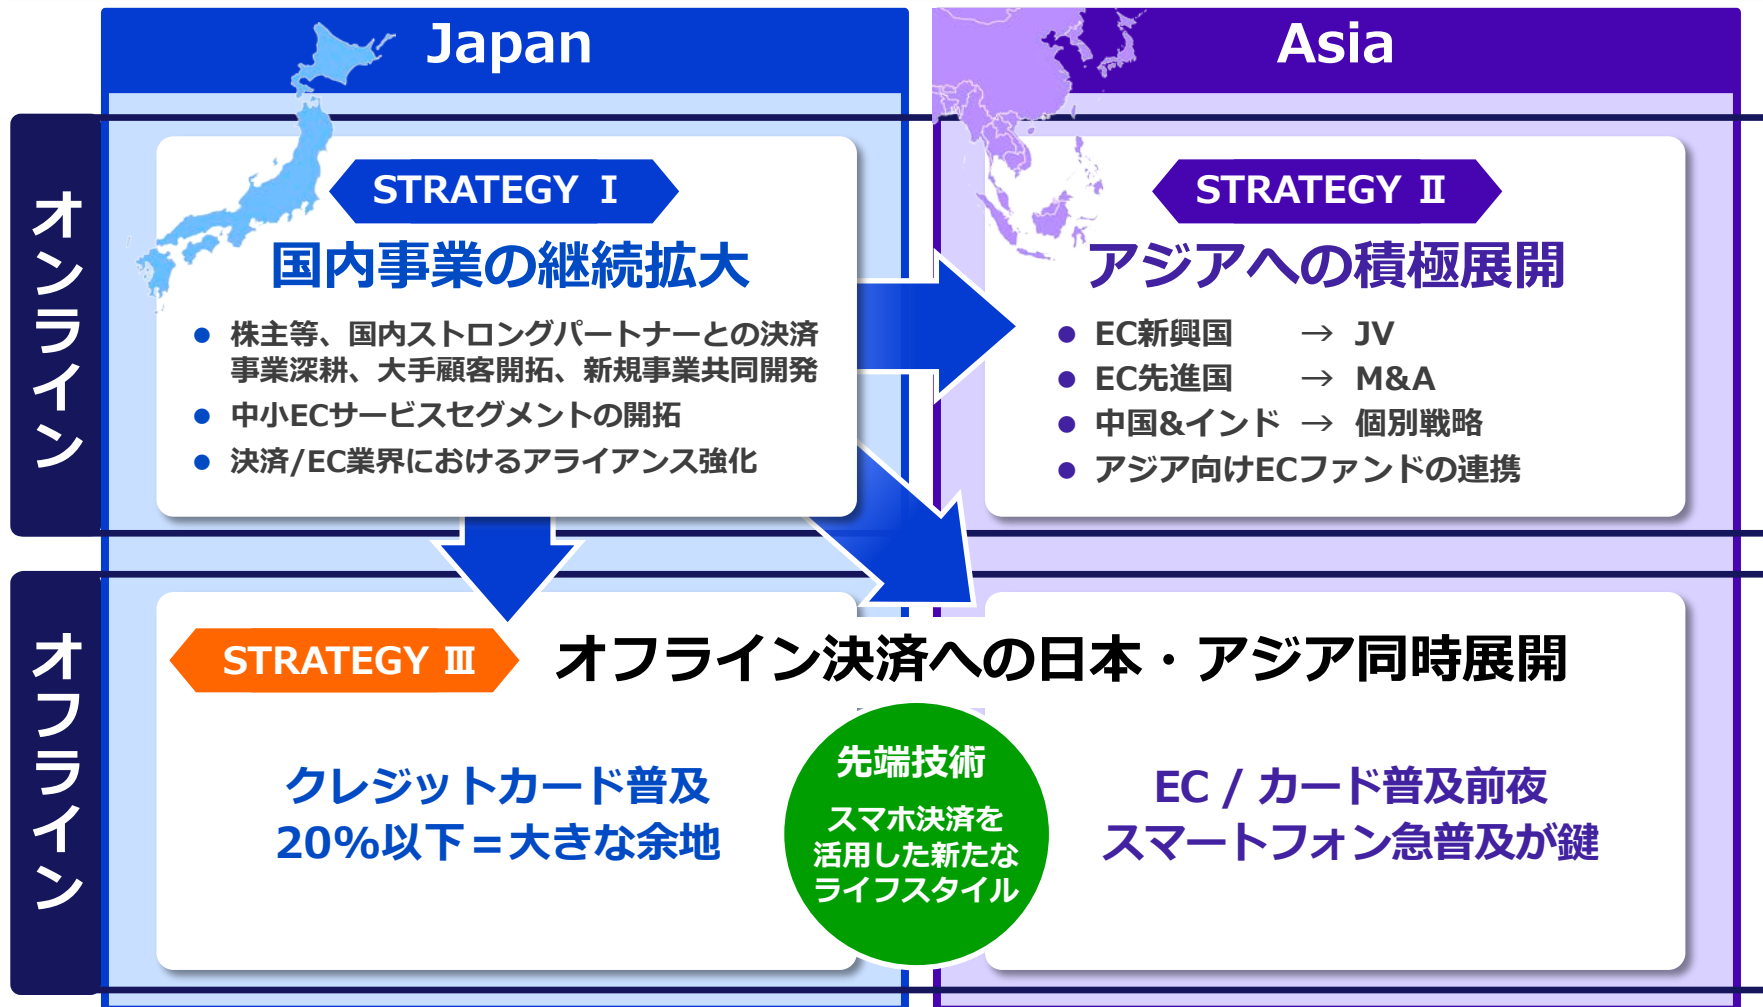 Japan
Asia
オンライン
STRATEGY Ⅰ
国内事業の継続拡大
● 株主等、国内ストロングパートナーとの決済
事業深耕、大手顧客開拓、新規事業共同開発
● 中小ECサービスセグメントの開拓
● 決済/EC業界におけるアライアンス強化
STRATEGY Ⅱ
アジアへの積極展開
● EC新興国 → JV
● EC先進国 → M&A
● 中国&インド → 個別戦略
● アジア向けECファンドの連携
オフライン
STRATEGY Ⅲ
オフライン決済への日本・アジア同時展開
クレジットカード普及
20%以下＝大きな余地
先端技術
スマホ決済を
活用した新たな
ライフスタイル
EC / カード普及前夜
スマートフォン急普及が鍵